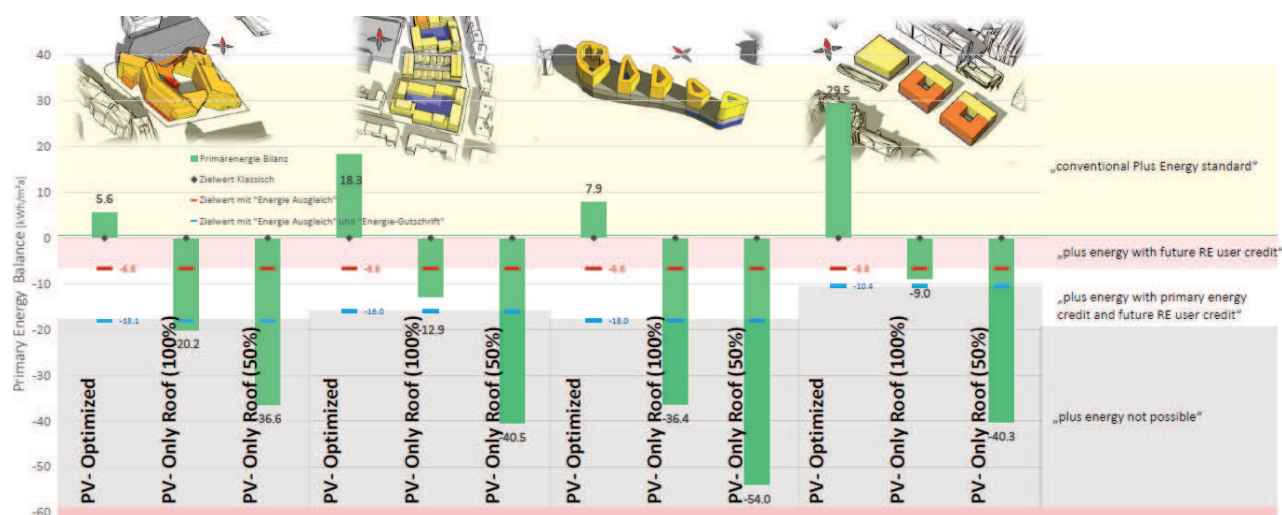 40
30
20
10
0
-10
-20
-30
-40
-50
-60
Primary Energy Balance [kWh/m²a]
Primärenergie Bilanz
Zielwert Klassisch
Zielwert mit "Energie Ausgleich"
Zielwert mit "Energie Ausgleich" und "Energie-Gutschrift"
5.6
-20.2
-36.6
18.3
-12.9
-40.5
7.9
-36.4
-54.0
29.5
-9.0
-40.3
-6.6
-6.6
-6.6
-6.6
-18.1
-16.0
-18.0
-10.4
PV- Optimized
PV- Only Roof (100%)
PV- Only Roof (50%)
PV- Optimized
PV- Only Roof (100%)
PV- Only Roof (50%)
PV- Optimized
PV- Only Roof (100%)
PV- Only Roof (50%)
PV- Optimized
PV- Only Roof (100%)
PV- Only Roof (50%)
„conventional Plus Energy standard“
„plus energy with future RE user credit“
„plus energy with primary energy
credit and future RE user credit“
„plus energy not possible“